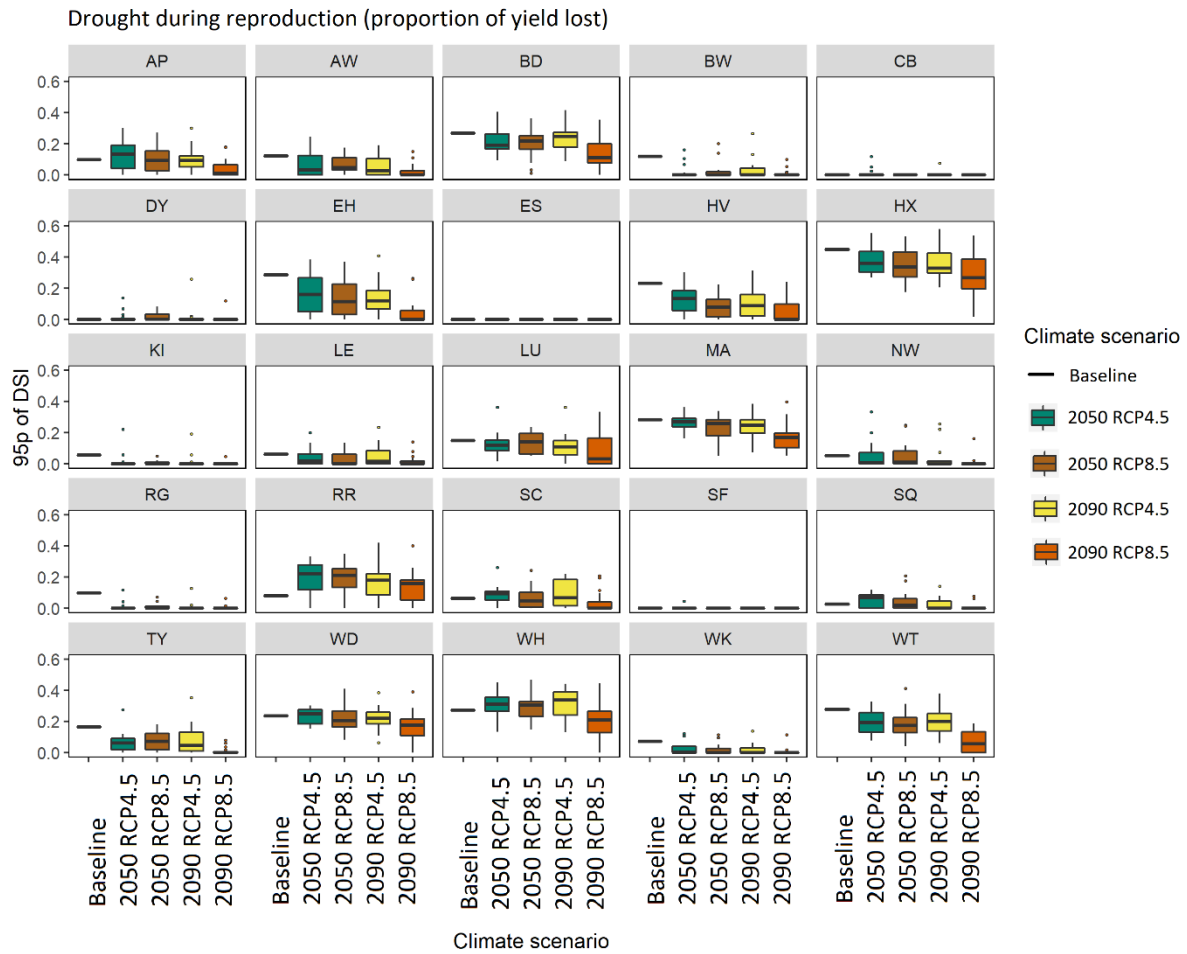 Drought during reproduction (proportion of yield lost)
AP AW BD BW CB
0.6
0.4
0.2
0.0
DY EH ES HV HX
0.6
0.4
0.2
0.0
KI LE LU MA NW
0.6
0.4
0.2
0.0
RG RR SC SF SQ
0.6
0.4
0.2
0.0
TY WD WH WK WT
0.6
0.4
0.2
0.0
95p of DSI
Baseline
2050 RCP4.5
2050 RCP8.5
2090 RCP4.5
2090 RCP8.5
Baseline
2050 RCP4.5
2050 RCP8.5
2090 RCP4.5
2090 RCP8.5
Baseline
2050 RCP4.5
2050 RCP8.5
2090 RCP4.5
2090 RCP8.5
Baseline
2050 RCP4.5
2050 RCP8.5
2090 RCP4.5
2090 RCP8.5
Baseline
2050 RCP4.5
2050 RCP8.5
2090 RCP4.5
2090 RCP8.5
Climate scenario
Climate scenario
Baseline
2050 RCP4.5
2050 RCP8.5
2090 RCP4.5
2090 RCP8.5